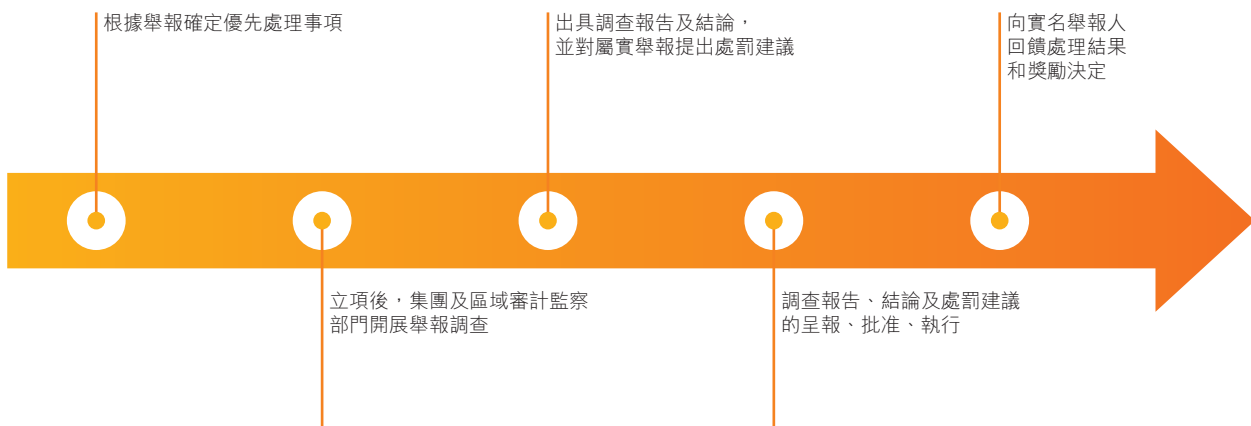 根據舉報確定優先處理事項
立項後，集團及區域審計監察
部門開展舉報調查
出具調查報告及結論，
並對屬實舉報提出處罰建議
調查報告、結論及處罰建議
的呈報、批准、執行
向實名舉報人
回饋處理結果
和獎勵決定